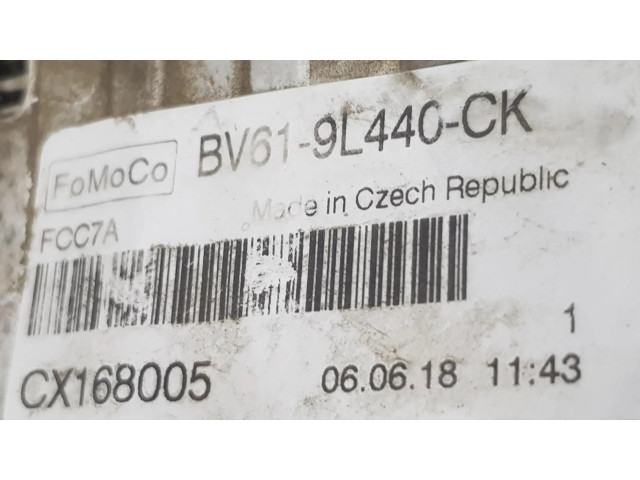 FoMoCo BV61-9L440-CK
Made in Czech Republic
FCC7A
1
CX168005 06.06.18 11:43